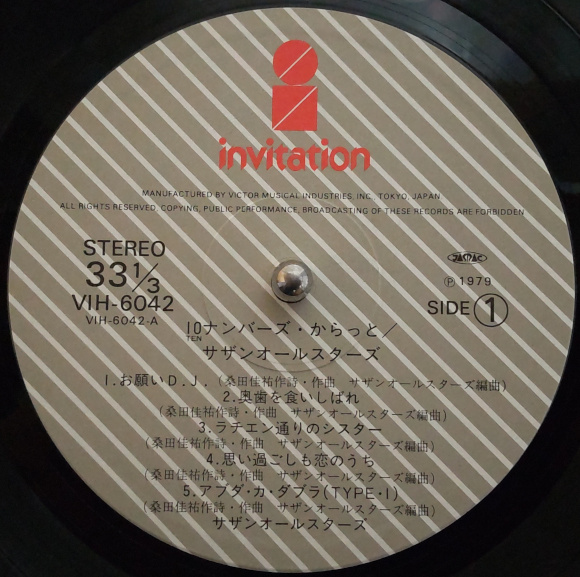 invitation
MANUFACTURED BY VICTOR MUSICAL INDUSTRIES, INC., TOKYO, JAPAN
ALL RIGHTS RESERVED, COPYING, PUBLIC PERFORMANCE, BROADCASTING OF THESE RECORDS ARE FORBIDDEN
STEREO
33 1/3
VIH-6042
VIH-6042-A
JASRAC
Ⓟ 1979
SIDE 1
10ナンバーズ・からっと/
TEN
サザンオールスターズ
1.お願いD.J.(桑田佳祐作詩・作曲 サザンオールスターズ編曲)
2.奥歯を食いしばれ
(桑田佳祐作詩・作曲 サザンオールスターズ編曲)
3.ラチエン通りのシスター
(桑田佳祐作詩・作曲 サザンオールスターズ編曲)
4.思い過ごしも恋のうち
(桑田佳祐作詩・作曲 サザンオールスターズ編曲)
5.アブダ・カ・ダブラ(TYPE・1)
(桑田佳祐作詩・作曲 サザンオールスターズ編曲)
サザンオールスターズ